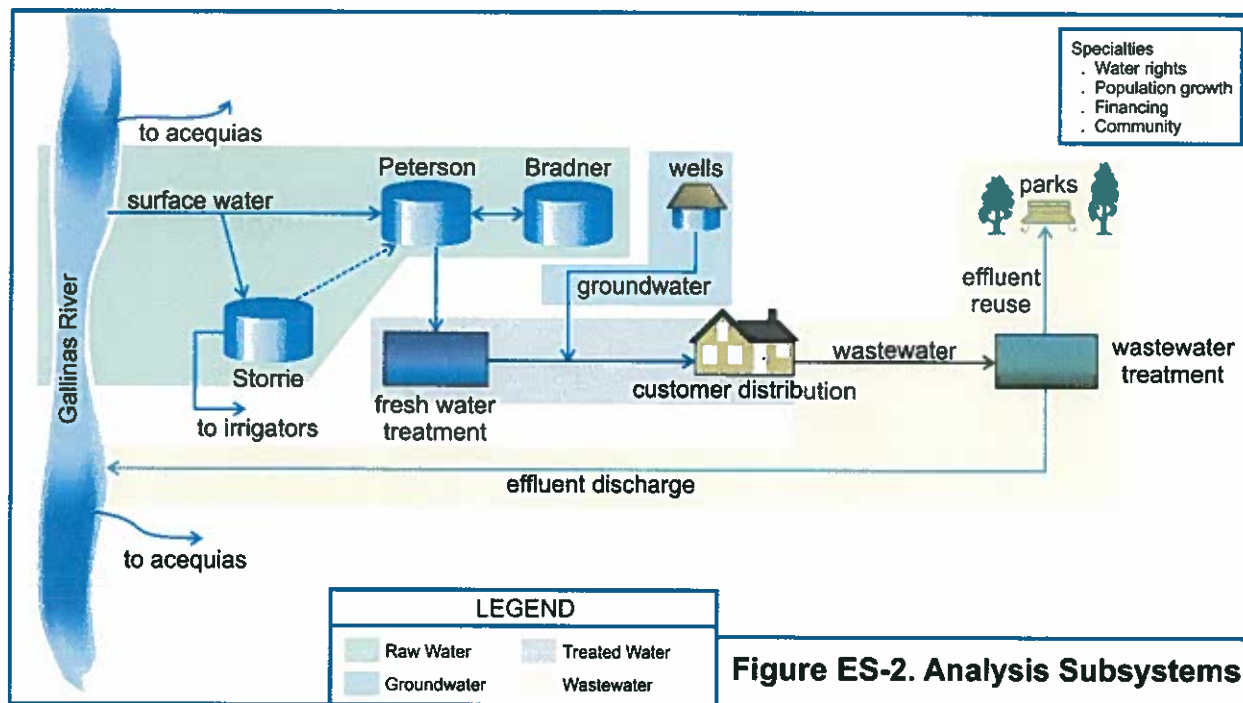 Specialties
. Water rights
. Population growth
. Financing
. Community
to acequias
Peterson
Bradner
wells
parks
surface water
groundwater
effluent
reuse
Gallinas River
Storrie
to irrigators
fresh water
treatment
customer distribution
wastewater
wastewater
treatment
effluent discharge
to acequias
LEGEND
Raw Water
Treated Water
Groundwater
Wastewater
Figure ES-2. Analysis Subsystems